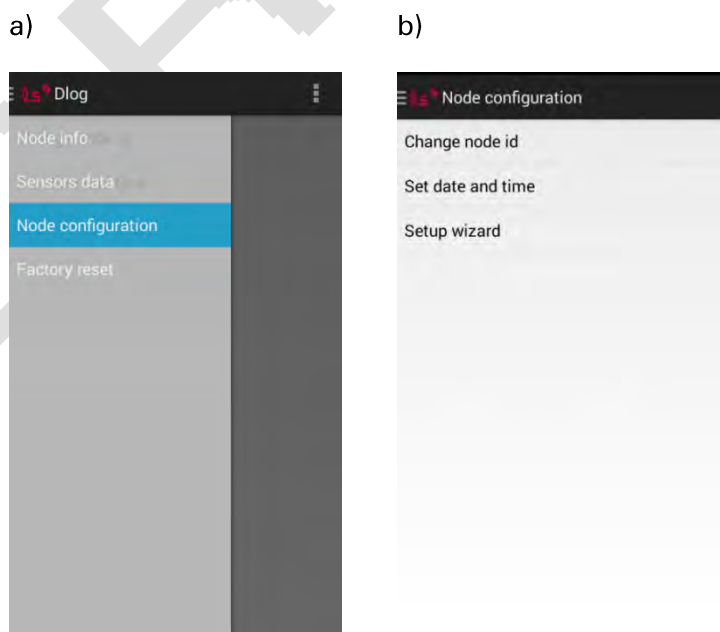 a)
b)
Dlog
Node info
Sensors data
Node configuration
Factory reset
Node configuration
Change node id
Set date and time
Setup wizard